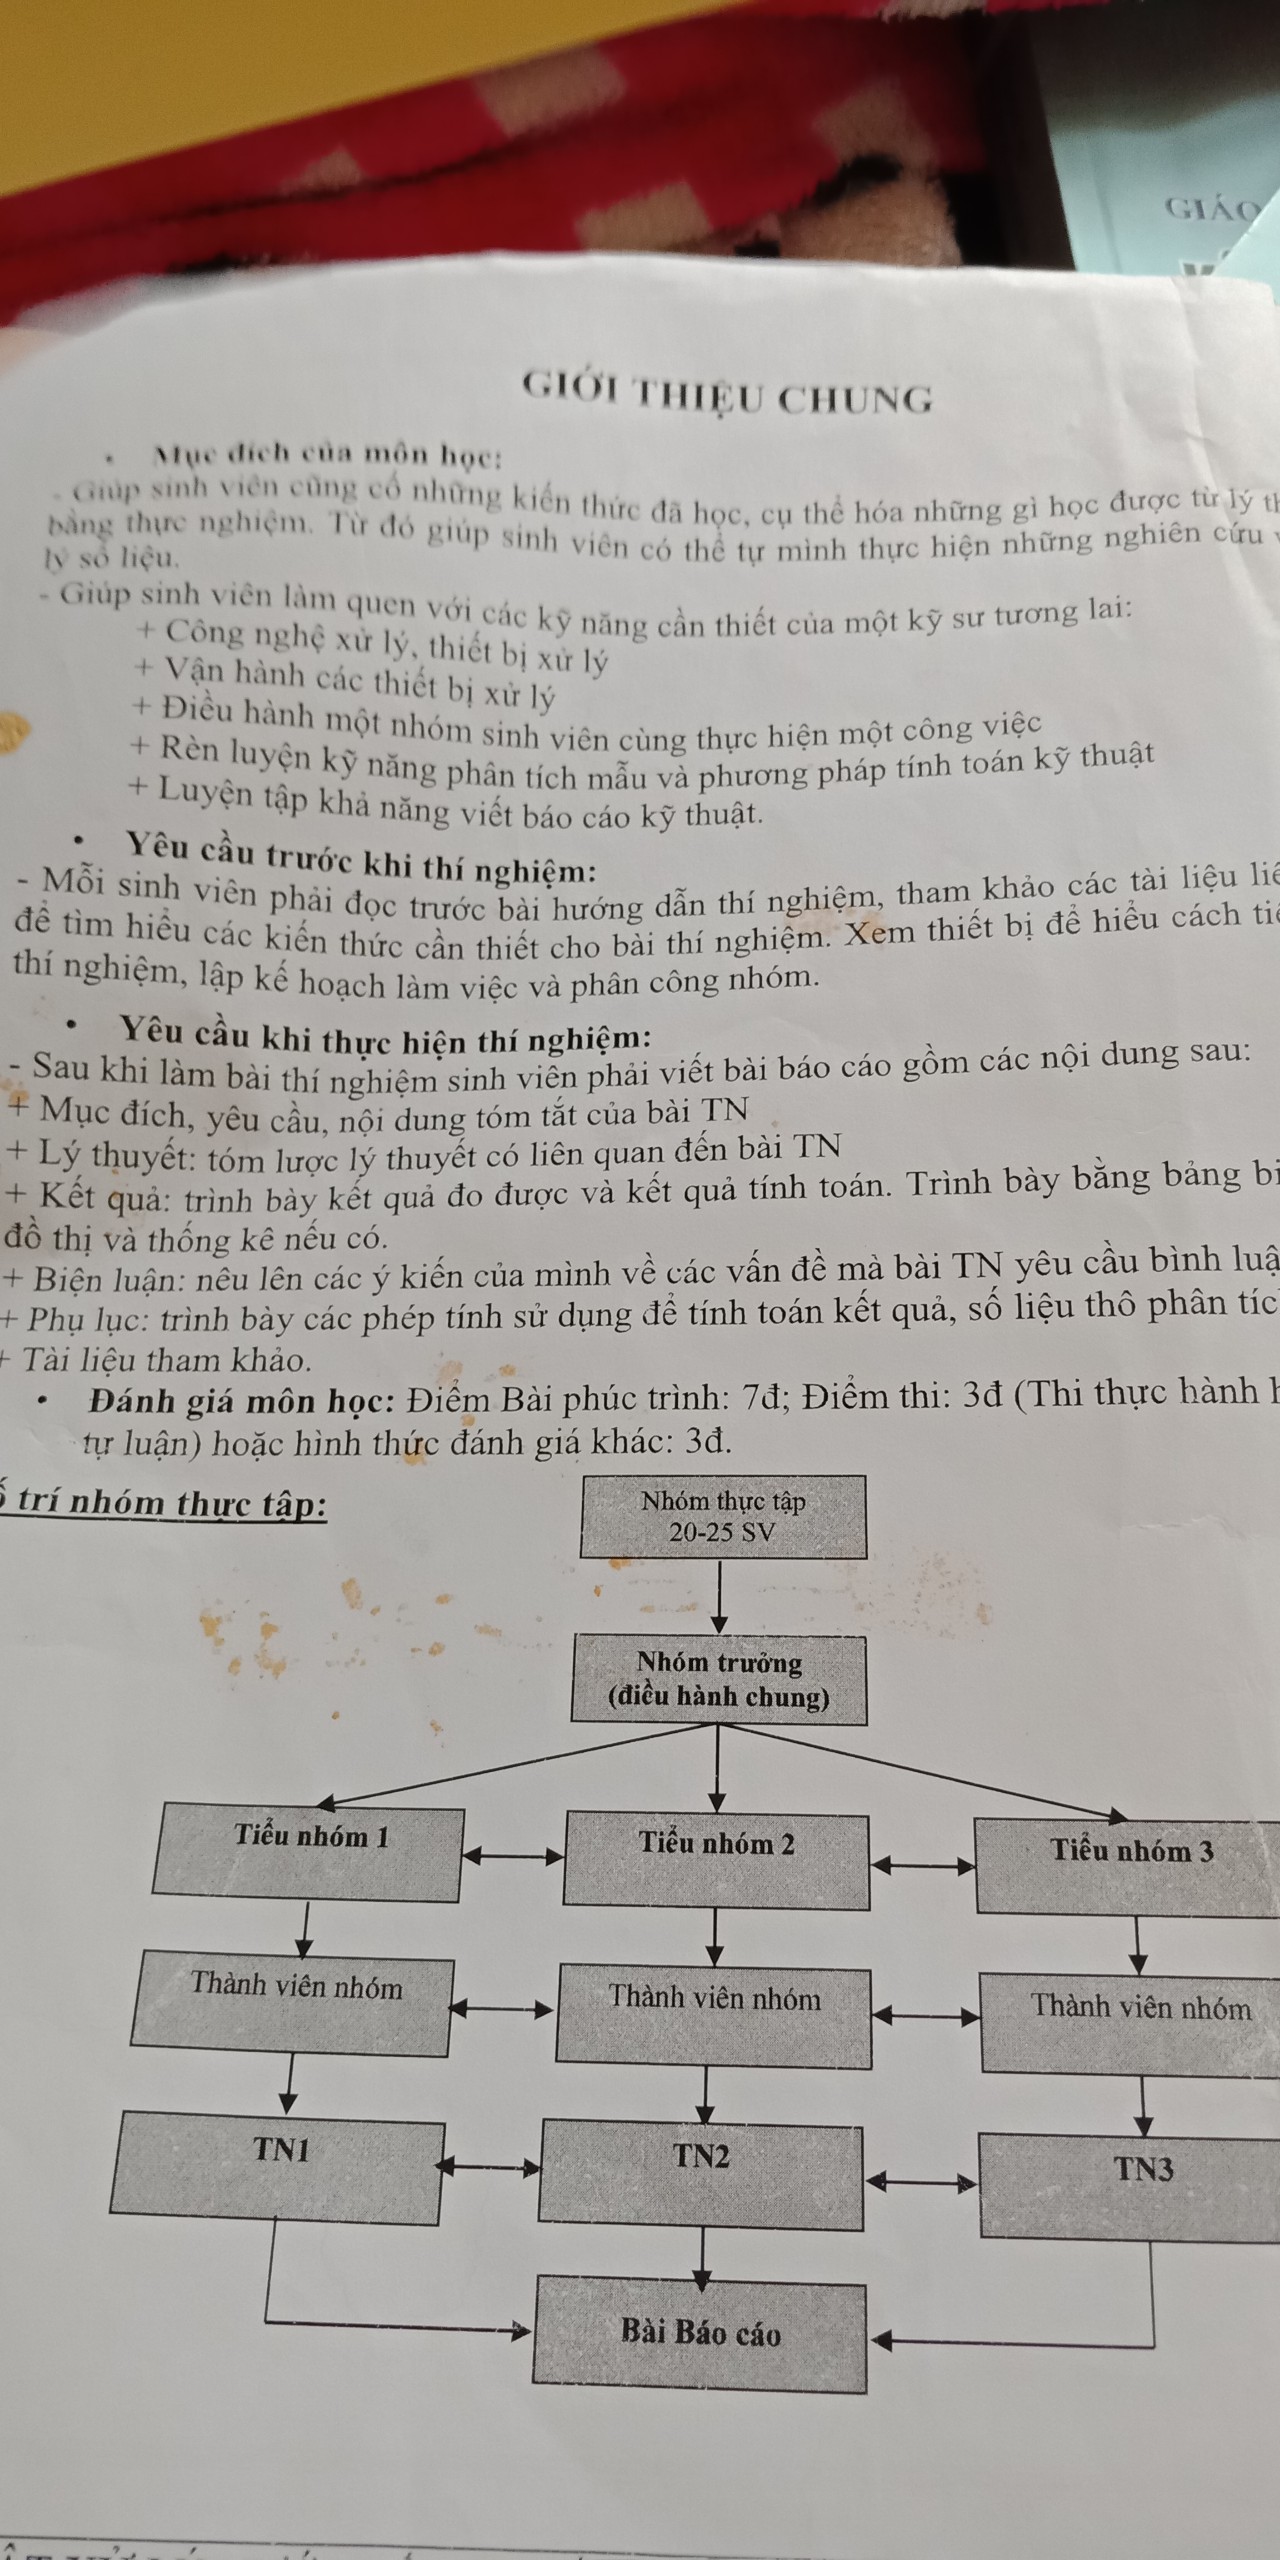 GIÁO
GIỚI THIỆU CHUNG
• Mục đích của môn học:
- Giúp sinh viên cũng cố những kiến thức đã học, cụ thể hóa những gì học được từ lý
bằng thực nghiệm. Từ đó giúp sinh viên có thể tự mình thực hiện những nghiên cứu
lý số liệu.
- Giúp sinh viên làm quen với các kỹ năng cần thiết của một kỹ sư tương lai:
+ Công nghệ xử lý, thiết bị xử lý
+ Vận hành các thiết bị xử lý
+ Điều hành một nhóm sinh viên cùng thực hiện một công việc
+ Rèn luyện kỹ năng phân tích mẫu và phương pháp tính toán kỹ thuật
+ Luyện tập khả năng viết báo cáo kỹ thuật.
• Yêu cầu trước khi thí nghiệm:
- Mỗi sinh viên phải đọc trước bài hướng dẫn thí nghiệm, tham khảo các tài liệu
để tìm hiểu các kiến thức cần thiết cho bài thí nghiệm. Xem thiết bị để hiểu cách
thí nghiệm, lập kế hoạch làm việc và phân công nhóm.
• Yêu cầu khi thực hiện thí nghiệm:
- Sau khi làm bài thí nghiệm sinh viên phải viết bài báo cáo gồm các nội dung sau:
+ Mục đích, yêu cầu, nội dung tóm tắt của bài TN
+ Lý thuyết: tóm lược lý thuyết có liên quan đến bài TN
+ Kết quả: trình bày kết quả đo được và kết quả tính toán. Trình bày bằng bảng
đồ thị và thống kê nếu có.
+ Biện luận: nêu lên các ý kiến của mình về các vấn đề mà bài TN yêu cầu bình
+ Phụ lục: trình bày các phép tính sử dụng để tính toán kết quả, số liệu thô phân
+ Tài liệu tham khảo.
• Đánh giá môn học: Điểm Bài phúc trình: 7đ; Điểm thi: 3đ (Thi thực hành
tự luận) hoặc hình thức đánh giá khác: 3đ.
trí nhóm thực tập:
Nhóm thực tập
20-25 SV
Nhóm trưởng
(điều hành chung)
Tiểu nhóm 1
Tiểu nhóm 2
Tiểu nhóm 3
Thành viên nhóm
Thành viên nhóm
Thành viên nhóm
TN1
TN2
TN3
Bài Báo cáo